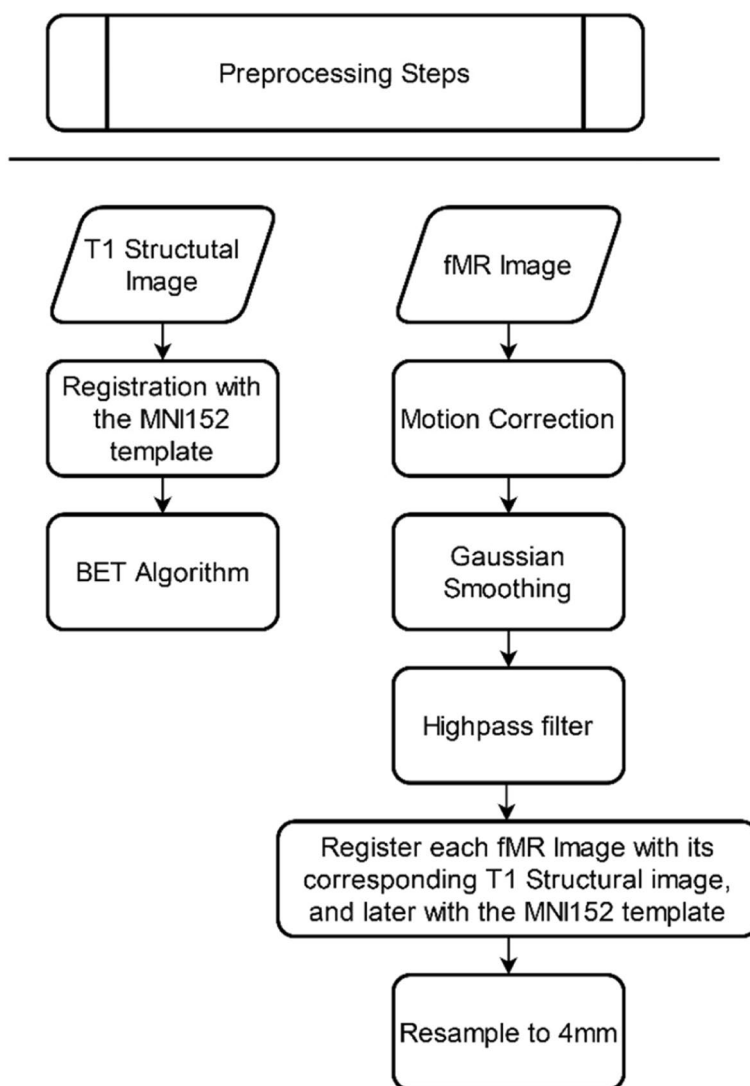 Preprocessing Steps
T1 Structutal
Image
Registration with
the MNI152
template
BET Algorithm
fMR Image
Motion Correction
Gaussian
Smoothing
Highpass filter
Register each fMR Image with its
corresponding T1 Structural image,
and later with the MNI152 template
Resample to 4mm